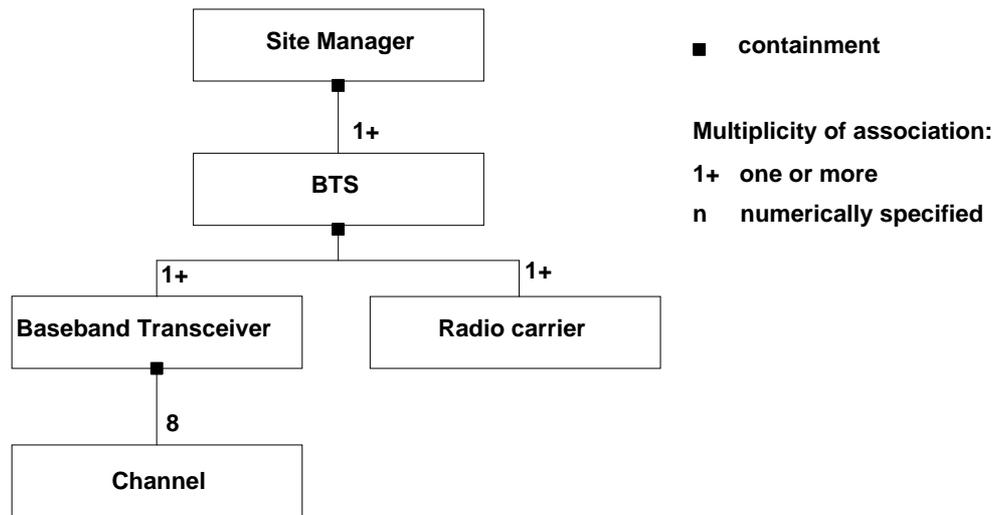 Site Manager
containment
1+
Multiplicity of association:
1+ one or more
n numerically specified
BTS
1+
1+
Baseband Transceiver
Radio carrier
8
Channel